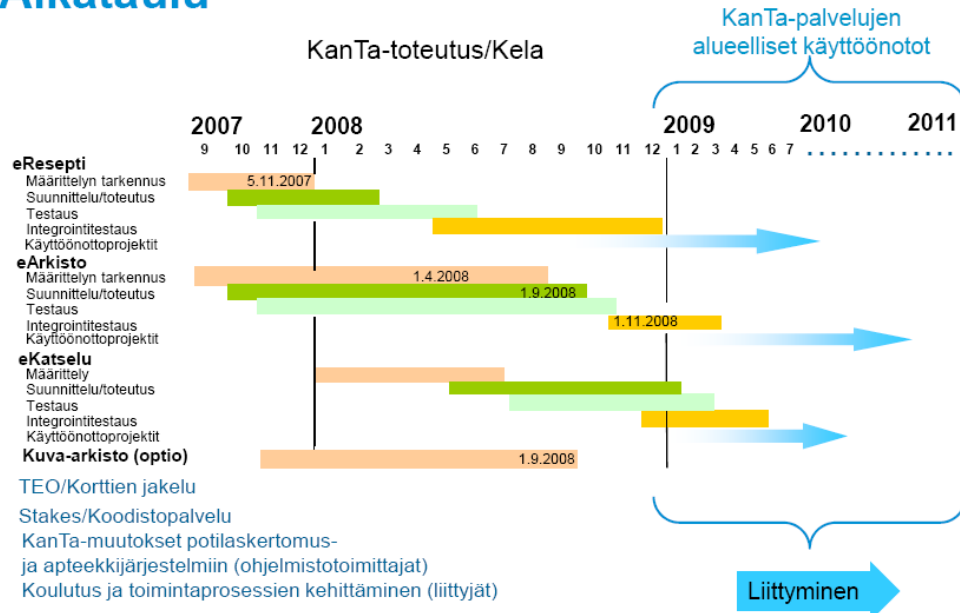 Aikataulu
KanTa-palvelujen
alueelliset käyttöönotot
KanTa-toteutus/Kela
2007 2008 2009 2010 2011
9 10 11 12 1 2 3 4 5 6 7 8 9 10 11 12 1 2 3 4 5 6 7
eResepti
Määrittelyn tarkennus 5.11.2007
Suunnittelu/toteutus
Testaus
Integrointitestaus
Käyttöönottoprojektit
eArkisto
Määrittelyn tarkennus 1.4.2008
Suunnittelu/toteutus 1.9.2008
Testaus
Integrointitestaus 1.11.2008
Käyttöönottoprojektit
eKatselu
Määrittely
Suunnittelu/toteutus
Testaus
Integrointitestaus
Käyttöönottoprojektit
Kuva-arkisto (optio) 1.9.2008
TEO/Korttien jakelu
Stakes/Koodistopalvelu
KanTa-muutokset potilaskertomus-
ja apteekkijärjestelmiin (ohjelmistotoimittajat)
Koulutus ja toimintaprosessien kehittäminen (liittyjät)
Liittyminen